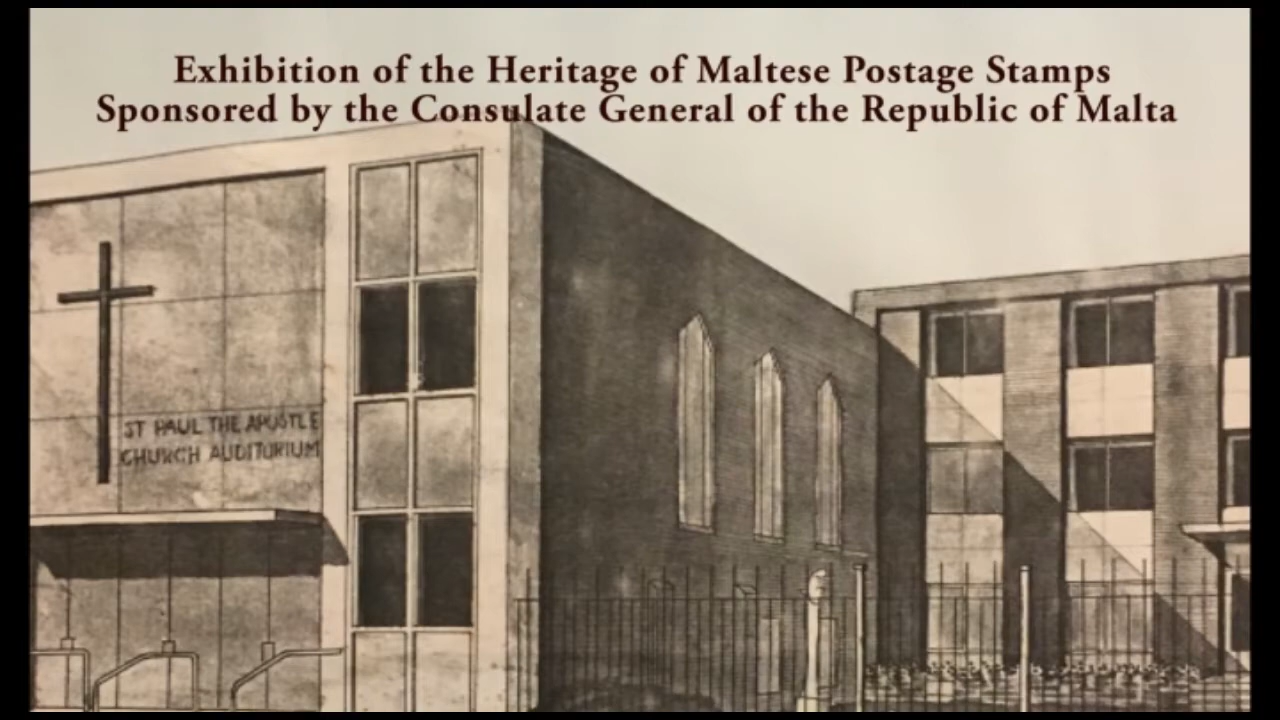 Exhibition of the Heritage of Maltese Postage Stamps
Sponsored by the Consulate General of the Republic of Malta
ST PAUL THE APOSTLE
CHURCH AUDITORIUM